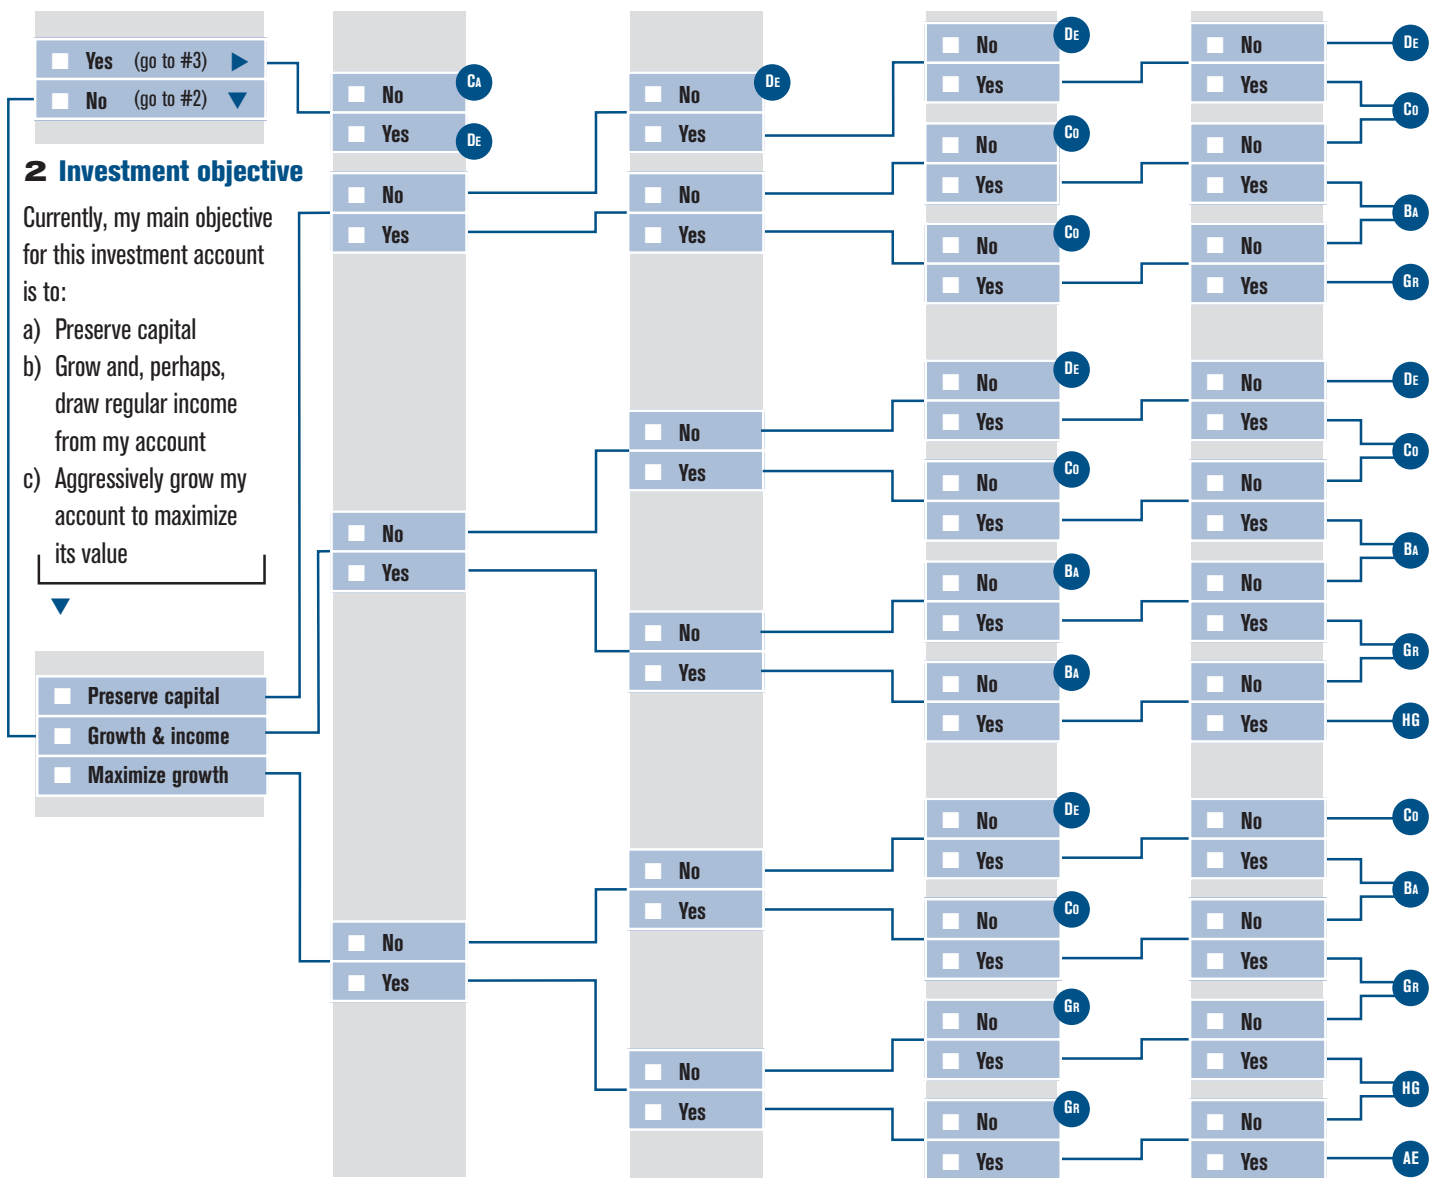 Yes (go to #3) ▶
No (go to #2) ▼
2 Investment objective
Currently, my main objective
for this investment account
is to:
a) Preserve capital
b) Grow and, perhaps,
draw regular income
from my account
c) Aggressively grow my
account to maximize
its value
▼
Preserve capital
Growth & income
Maximize growth
No CA
Yes DE
No
Yes
No
Yes
No
Yes
No DE
Yes
No
Yes
No
Yes
No
Yes
No
Yes
No
Yes
No DE
Yes
No CO
Yes
No CO
Yes
No DE
Yes
No CO
Yes
No BA
Yes
No BA
Yes
No DE
Yes
No CO
Yes
No GR
Yes
No GR
Yes
No
Yes
No
Yes
No
Yes
No
Yes
No
Yes
No
Yes
No
Yes
No
Yes
No
Yes
No
Yes
No
Yes
DE
CO
BA
GR
DE
CO
BA
GR
HG
CO
BA
GR
HG
AE